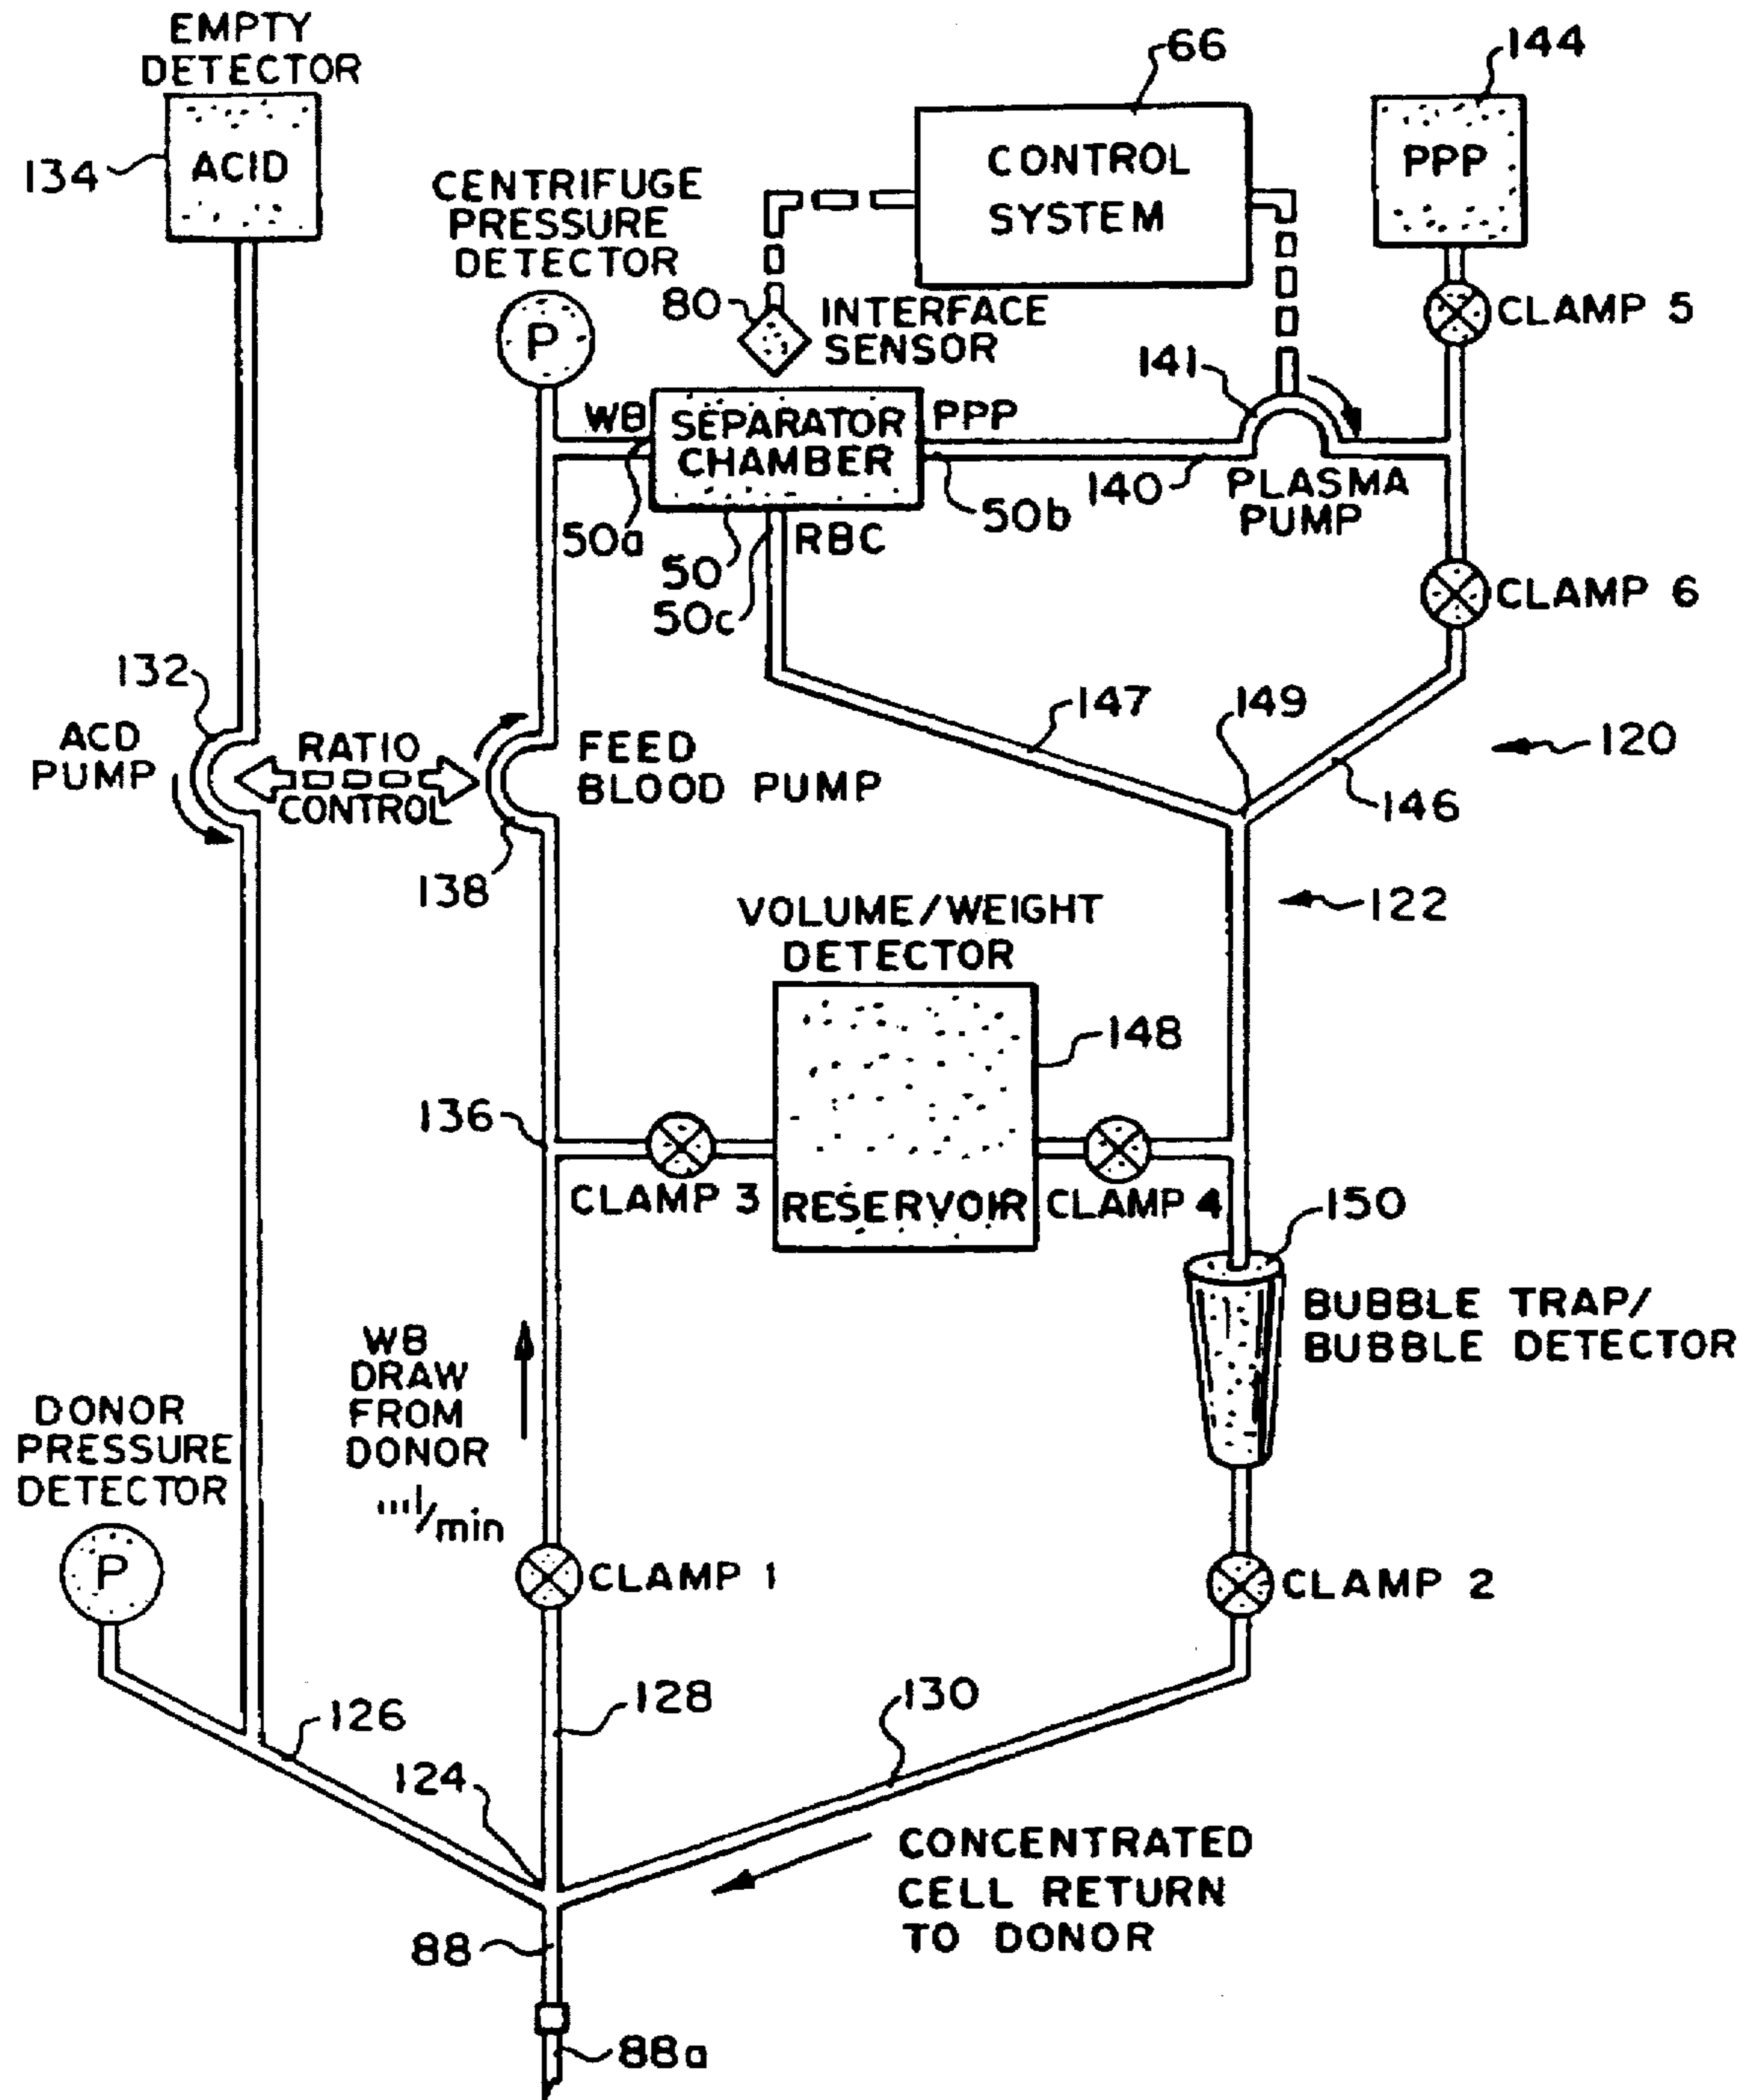 EMPTY
DETECTOR
134
ACID
CENTRIFUGE
PRESSURE
DETECTOR
P
66
CONTROL
SYSTEM
144
PPP
CLAMP 5
80
INTERFACE
SENSOR
141
WB
SEPARATOR
CHAMBER
PPP
50a
50
RBC
50c
50b
140
PLASMA
PUMP
CLAMP 6
132
ACD
PUMP
RATIO
CONTROL
FEED
BLOOD PUMP
138
147
149
120
146
122
VOLUME/WEIGHT
DETECTOR
148
136
CLAMP 3
RESERVOIR
CLAMP 4
150
BUBBLE TRAP/
BUBBLE DETECTOR
WB
DRAW
FROM
DONOR
/min
DONOR
PRESSURE
DETECTOR
P
CLAMP 1
CLAMP 2
126
128
130
124
CONCENTRATED
CELL RETURN
TO DONOR
88
88a